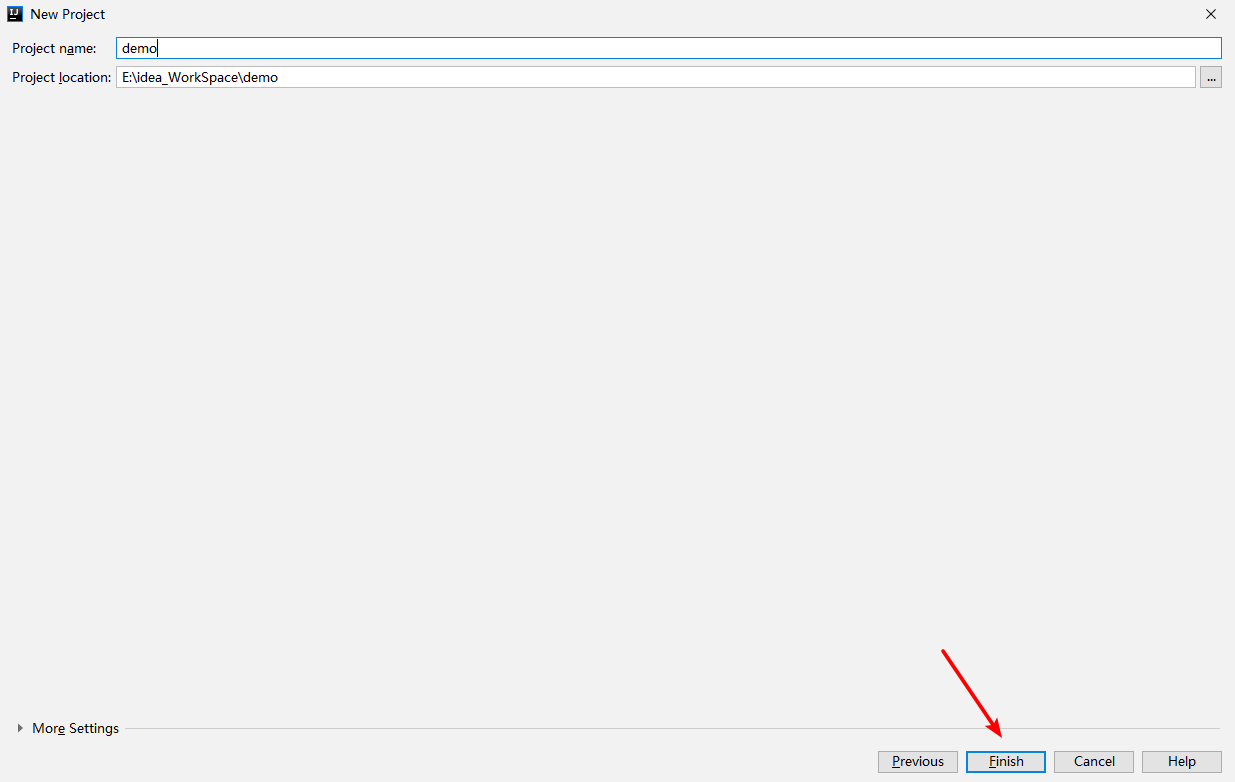 IJ New Project
Project name: demo
Project location: E:\idea_WorkSpace\demo ...
More Settings
Previous Finish Cancel Help